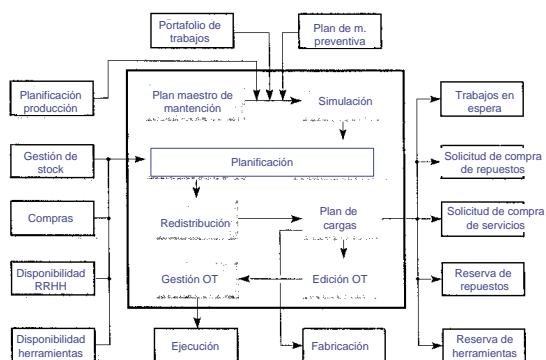 Portafolio de
trabajos
Plan de m.
preventiva
Planificación
producción
Plan maestro de
mantención
Simulación
Trabajos en
espera
Gestión de
stock
Planificación
Solicitud de compra
de repuestos
Compras
Redistribución
Plan de
cargas
Solicitud de compra
de servicios
Disponibilidad
RRHH
Gestión OT
Edición OT
Reserva de
repuestos
Disponibilidad
herramientas
Ejecución
Fabricación
Reserva de
herramientas